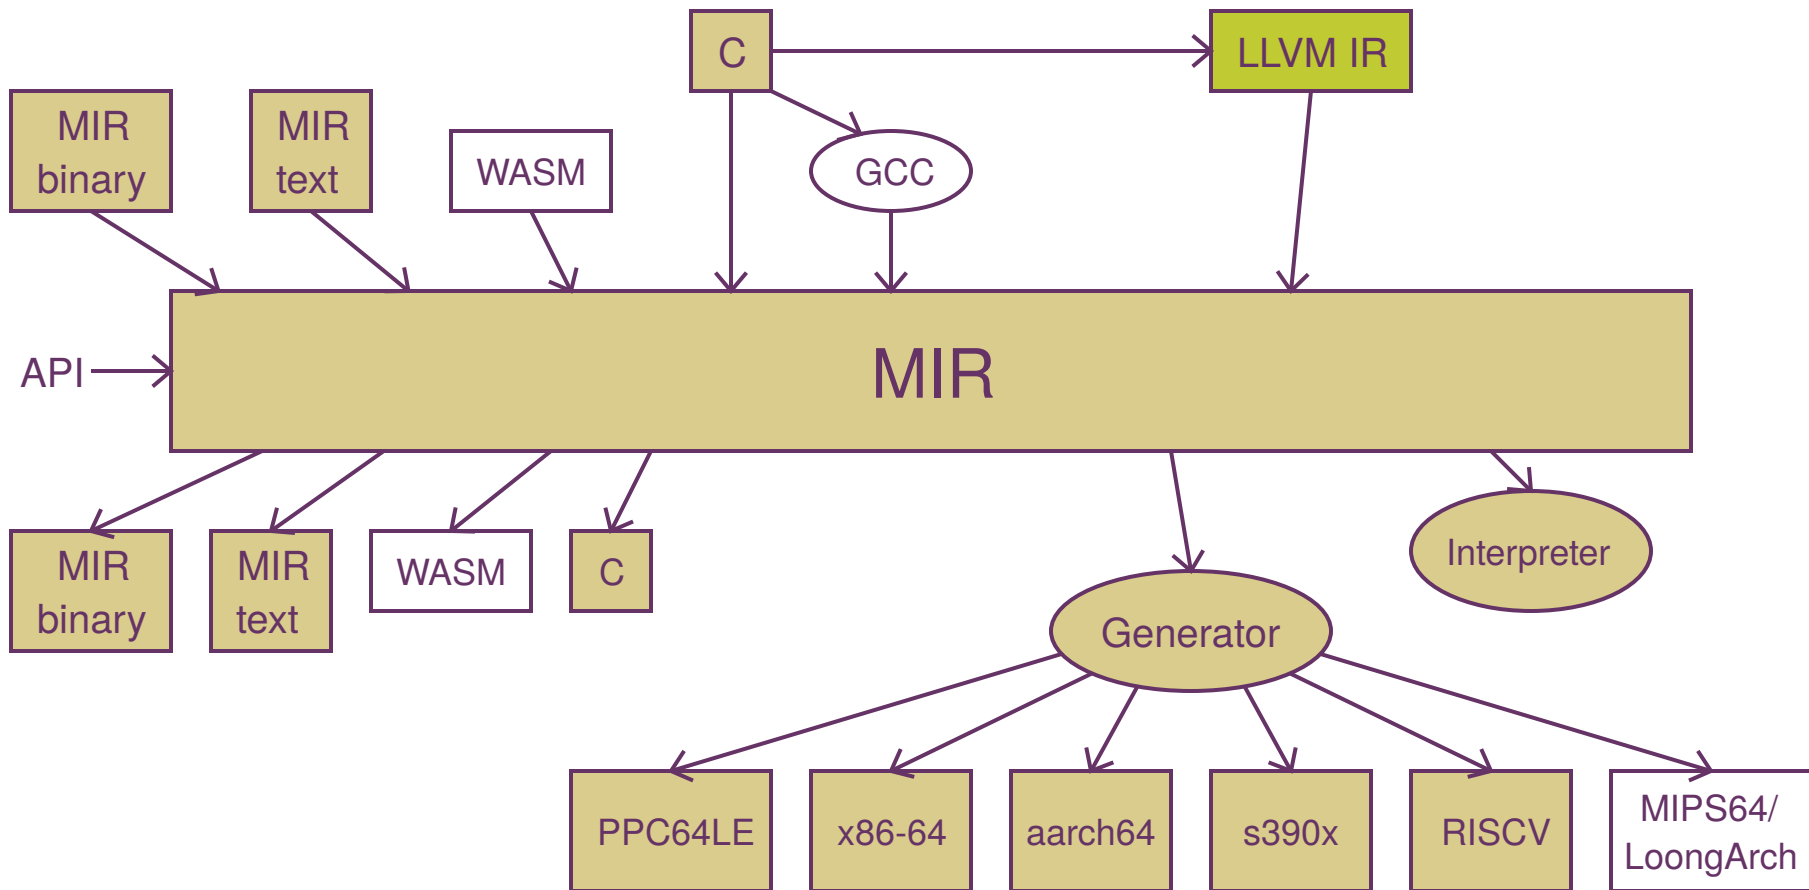 C
LLVM IR
MIR
binary
MIR
text
WASM
GCC
API
MIR
MIR
binary
MIR
text
WASM
C
Interpreter
Generator
PPC64LE
x86-64
aarch64
s390x
RISCV
MIPS64/
LoongArch